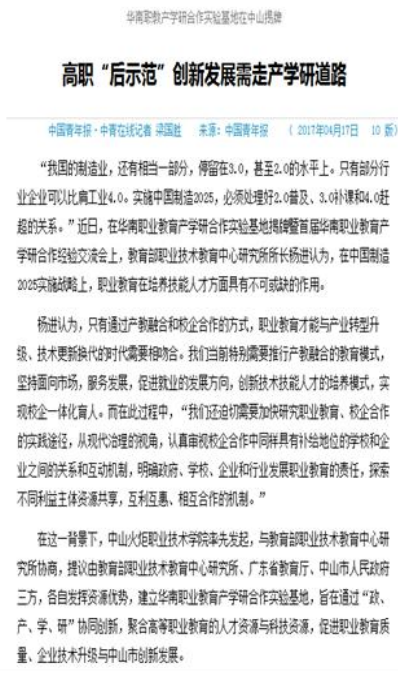 华南职教产学研合作实验基地在中山揭牌
高职“后示范”创新发展需走产学研道路
中国青年报·中青在线记者 梁国胜 来源：中国青年报 （ 2017年04月17日 10 版）
“我国的制造业，还有相当一部分，停留在3.0，甚至2.0的水平上。只有部分行
业企业可以比肩工业4.0。实施中国制造2025，必须处理好2.0普及、3.0补课和4.0赶
超的关系。”近日，在华南职业教育产学研合作实验基地揭牌暨首届华南职业教育产
学研合作经验交流会上，教育部职业技术教育中心研究所所长杨进认为，在中国制造
2025实施战略上，职业教育在培养技能人才方面具有不可或缺的作用。
杨进认为，只有通过产教融合和校企合作的方式，职业教育才能与产业转型升
级、技术更新换代的时代需要相吻合。我们当前特别需要推行产教融合的教育模式，
坚持面向市场，服务发展，促进就业的发展方向，创新技术技能人才的培养模式，实
现校企一体化育人。而在此过程中，“我们还迫切需要加快研究职业教育、校企合作
的实践途径，从现代治理的视角，认真审视校企合作中同样具有补给地位的学校和企
业之间的关系和互动机制，明确政府、学校、企业和行业发展职业教育的责任，探索
不同利益主体资源共享，互利互惠、相互合作的机制。”
在这一背景下，中山火炬职业技术学院率先发起，与教育部职业技术教育中心研
究所协商，提议由教育部职业技术教育中心研究所、广东省教育厅、中山市人民政府
三方，各自发挥资源优势，建立华南职业教育产学研合作实验基地，旨在通过“政、
产、学、研”协同创新，聚合高等职业教育的人才资源与科技资源，促进职业教育质
量、企业技术升级与中山市创新发展。